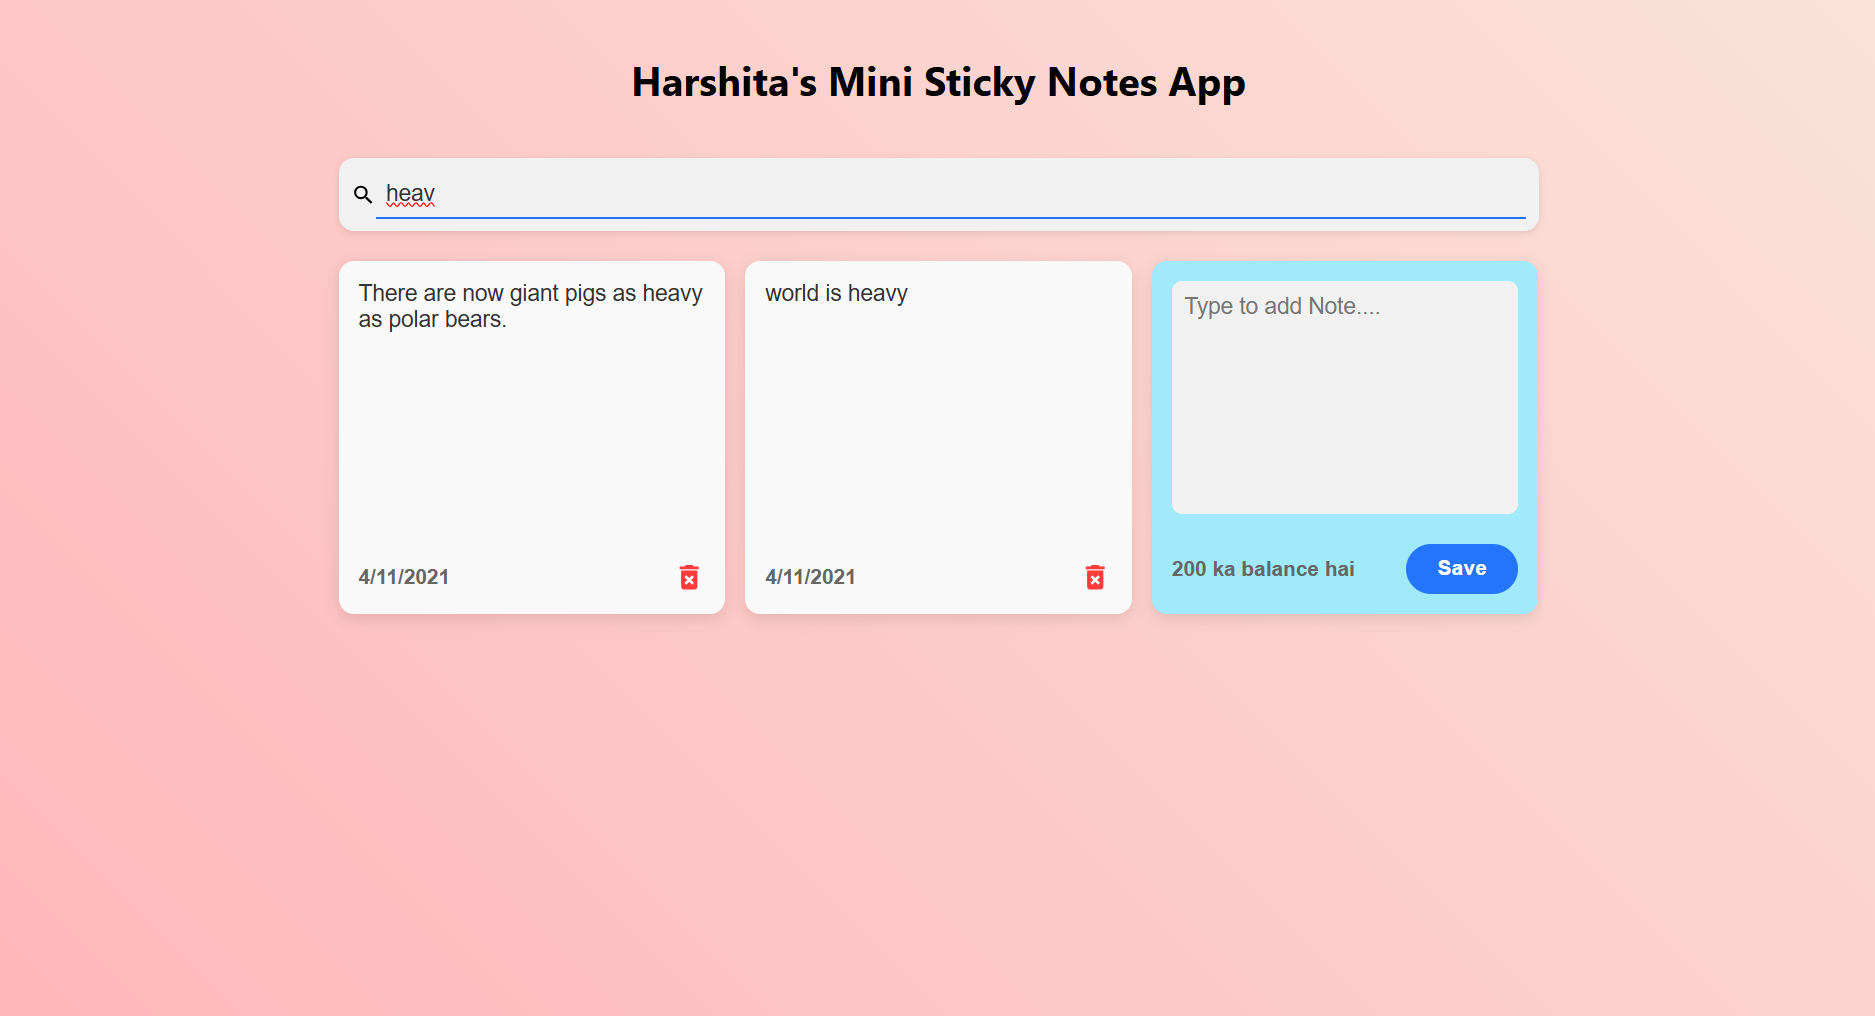 Harshita's Mini Sticky Notes App
heav
There are now giant pigs as heavy
as polar bears.
4/11/2021
world is heavy
4/11/2021
Type to add Note....
200 ka balance hai
Save